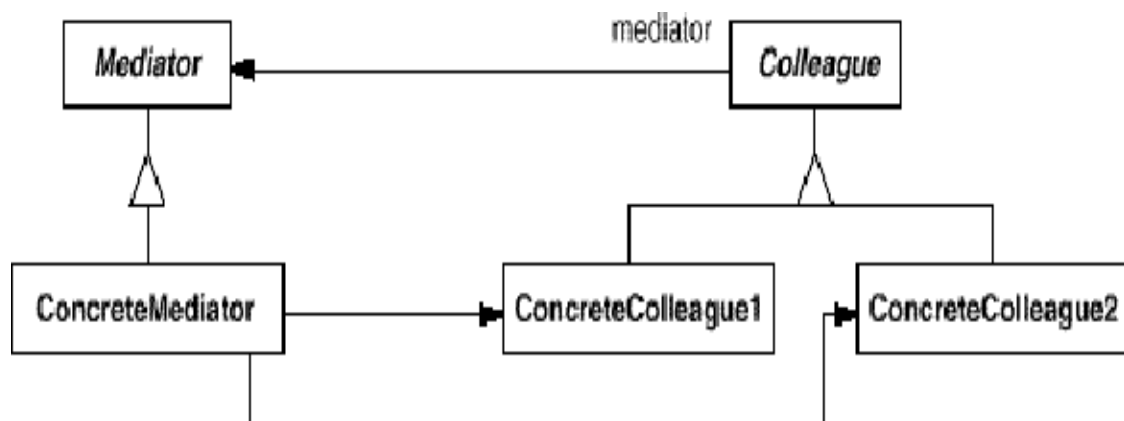 mediator
Mediator
Colleague
ConcreteMediator
ConcreteColleague1
ConcreteColleague2